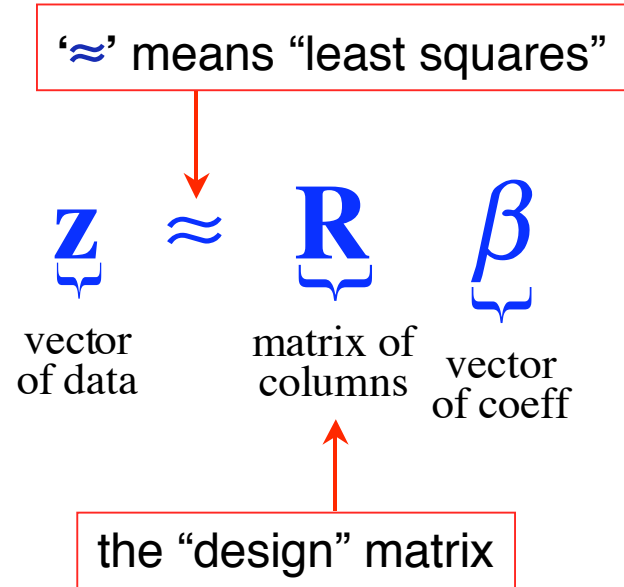 ‘≈’ means “least squares”
z ≈ R β
vector of data
matrix of columns
vector of coeff
the “design” matrix